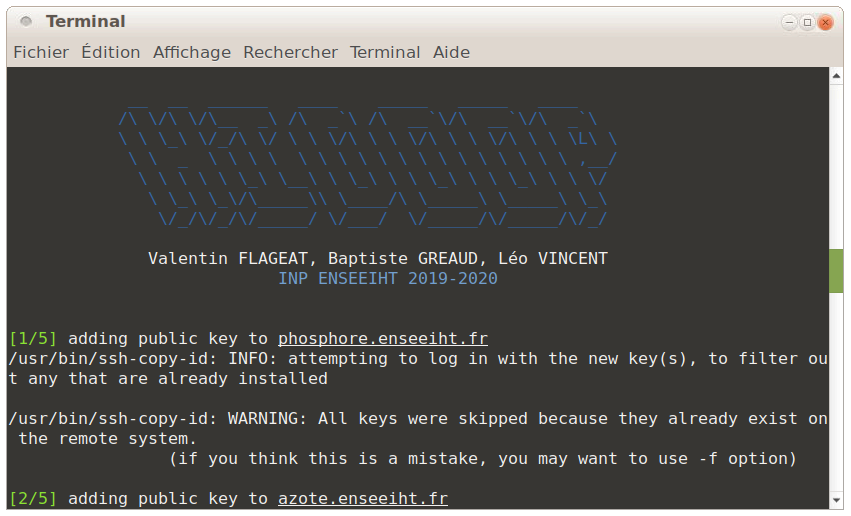 Terminal
Fichier Édition Affichage Rechercher Terminal Aide
Valentin FLAGEAT, Baptiste GREAUD, Léo VINCENT
INP ENSEEIHT 2019-2020
[1/5] adding public key to phosphore.enseeiht.fr
/usr/bin/ssh-copy-id: INFO: attempting to log in with the new key(s), to filter ou
t any that are already installed
/usr/bin/ssh-copy-id: WARNING: All keys were skipped because they already exist on
the remote system.
(if you think this is a mistake, you may want to use -f option)
[2/5] adding public key to azote.enseeiht.fr